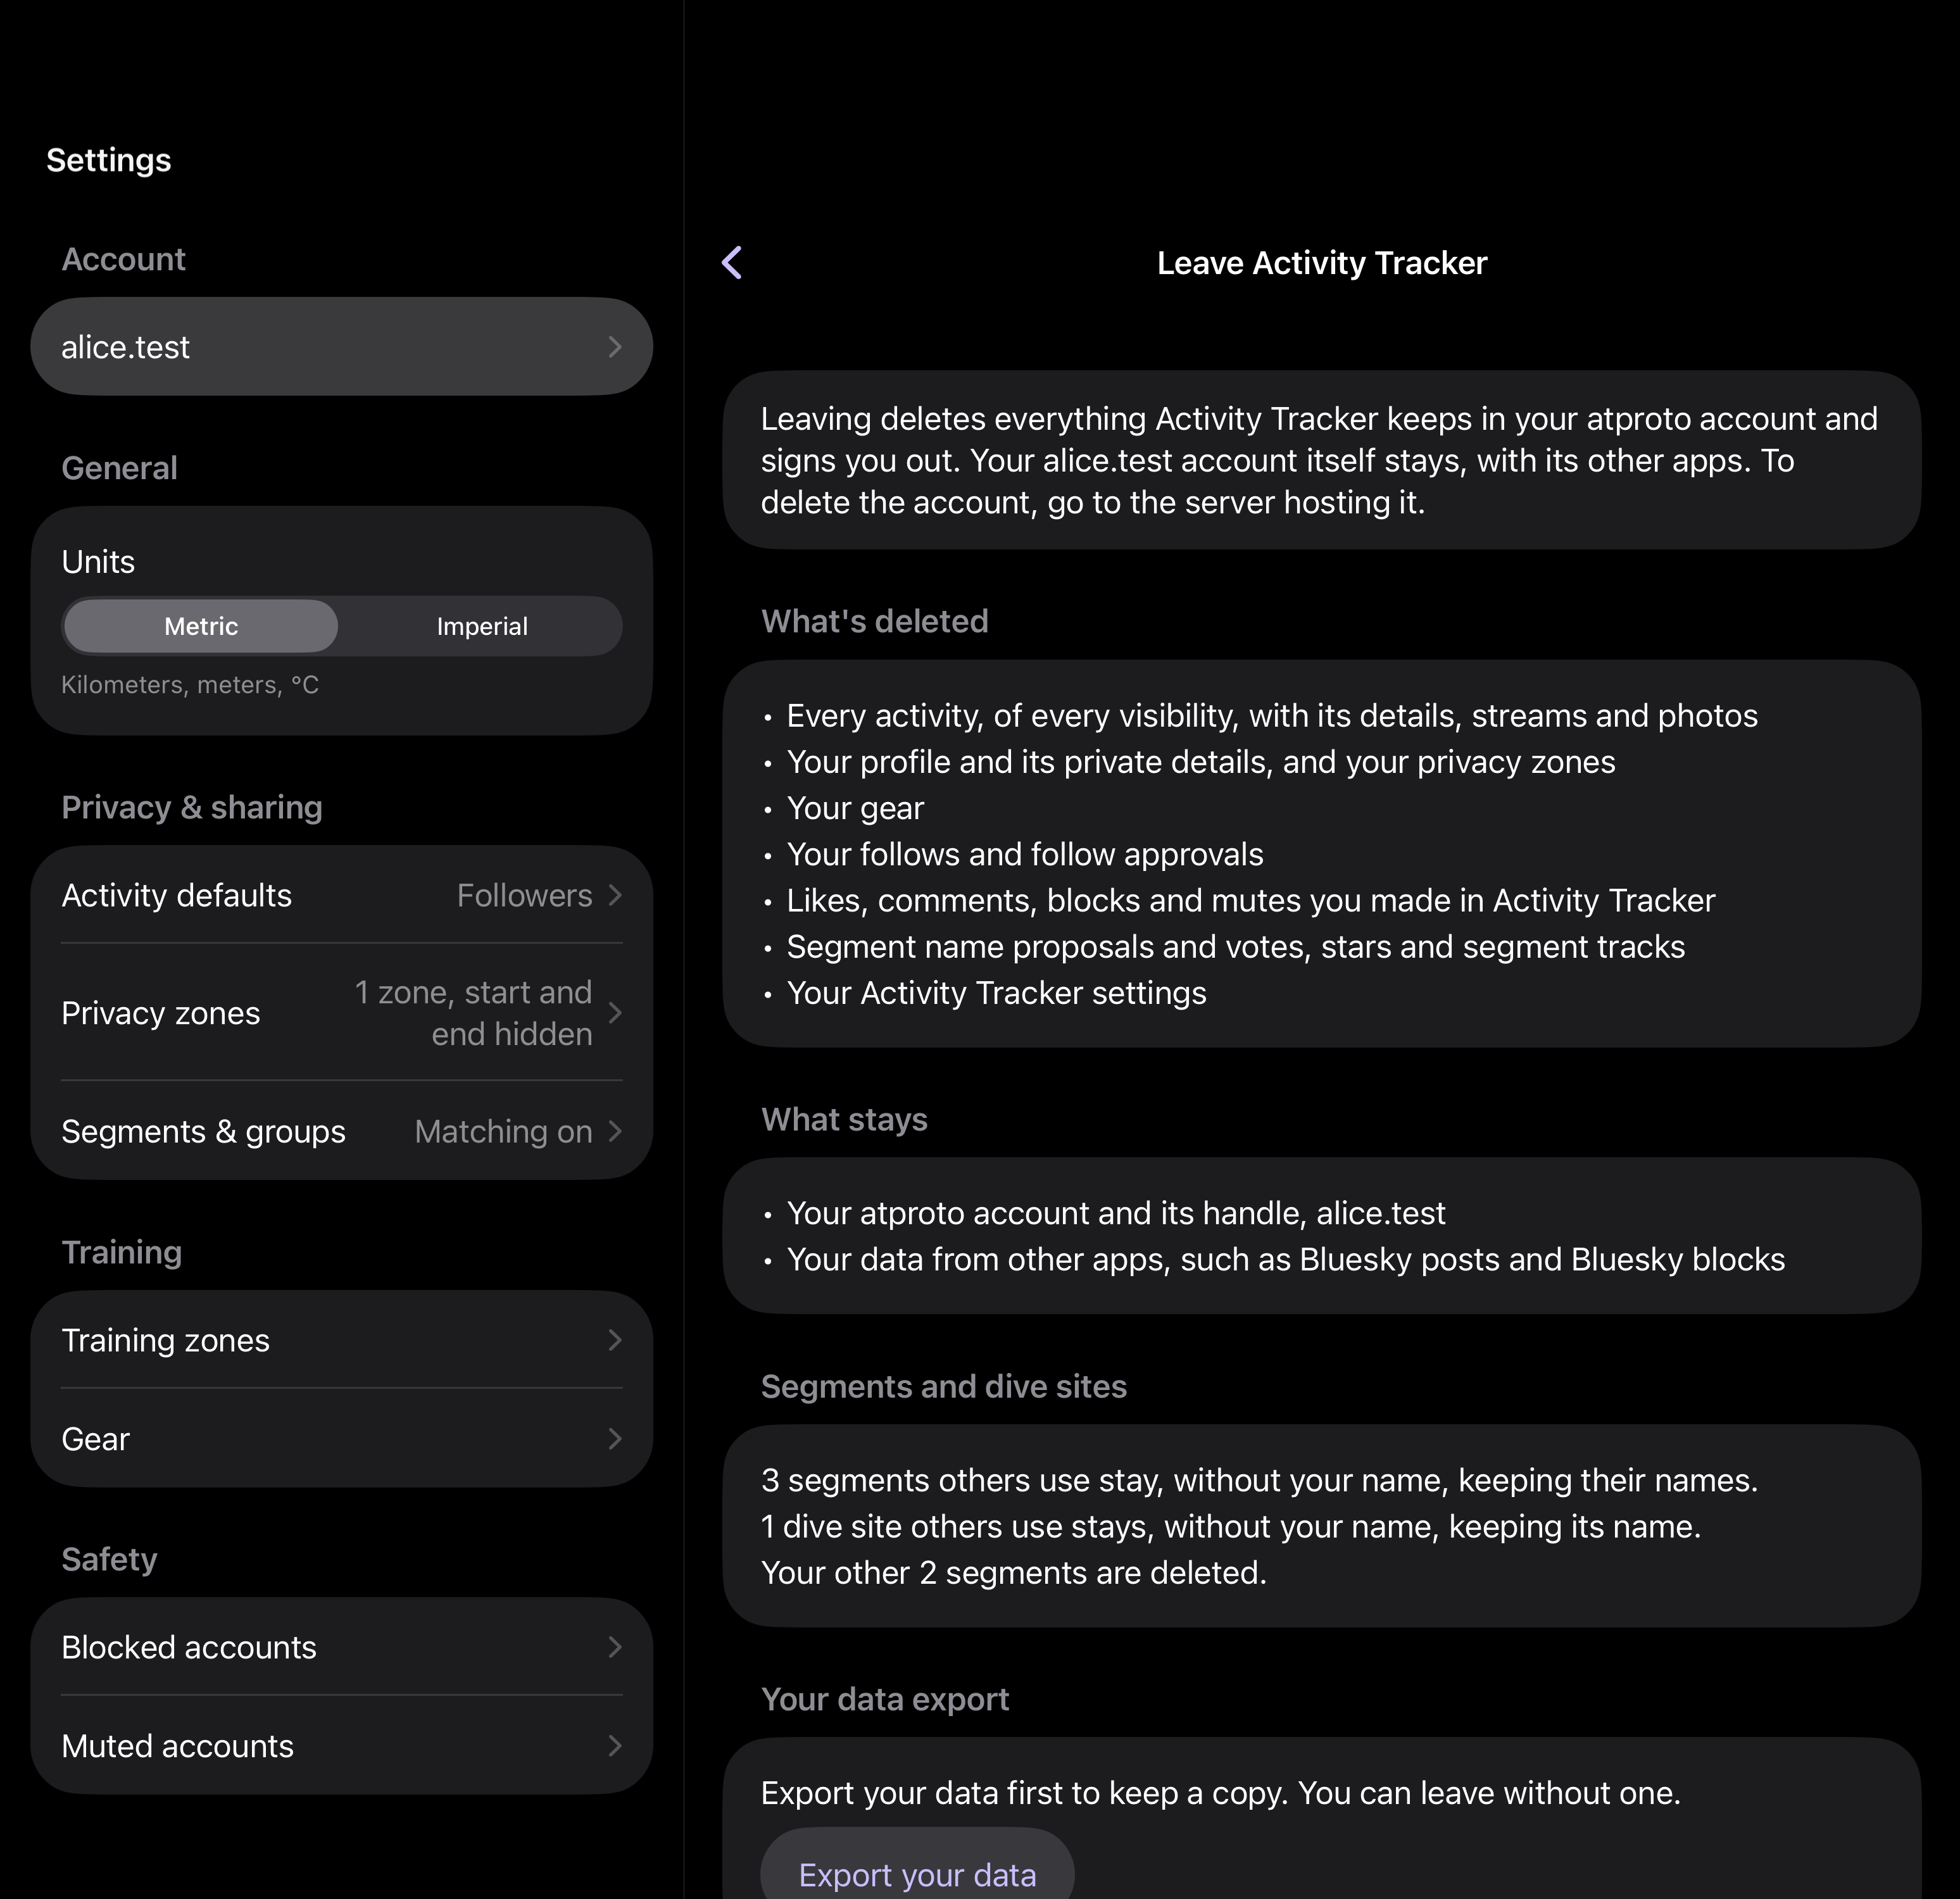 Settings
Account
alice.test
General
Units
Metric
Imperial
Kilometers, meters, °C
Privacy & sharing
Activity defaults
Followers
Privacy zones
1 zone, start and
end hidden
Segments & groups
Matching on
Training
Training zones
Gear
Safety
Blocked accounts
Muted accounts
Leave Activity Tracker
Leaving deletes everything Activity Tracker keeps in your atproto account and
signs you out. Your alice.test account itself stays, with its other apps. To
delete the account, go to the server hosting it.
What's deleted
• Every activity, of every visibility, with its details, streams and photos
• Your profile and its private details, and your privacy zones
• Your gear
• Your follows and follow approvals
• Likes, comments, blocks and mutes you made in Activity Tracker
• Segment name proposals and votes, stars and segment tracks
• Your Activity Tracker settings
What stays
• Your atproto account and its handle, alice.test
• Your data from other apps, such as Bluesky posts and Bluesky blocks
Segments and dive sites
3 segments others use stay, without your name, keeping their names.
1 dive site others use stays, without your name, keeping its name.
Your other 2 segments are deleted.
Your data export
Export your data first to keep a copy. You can leave without one.
Export your data